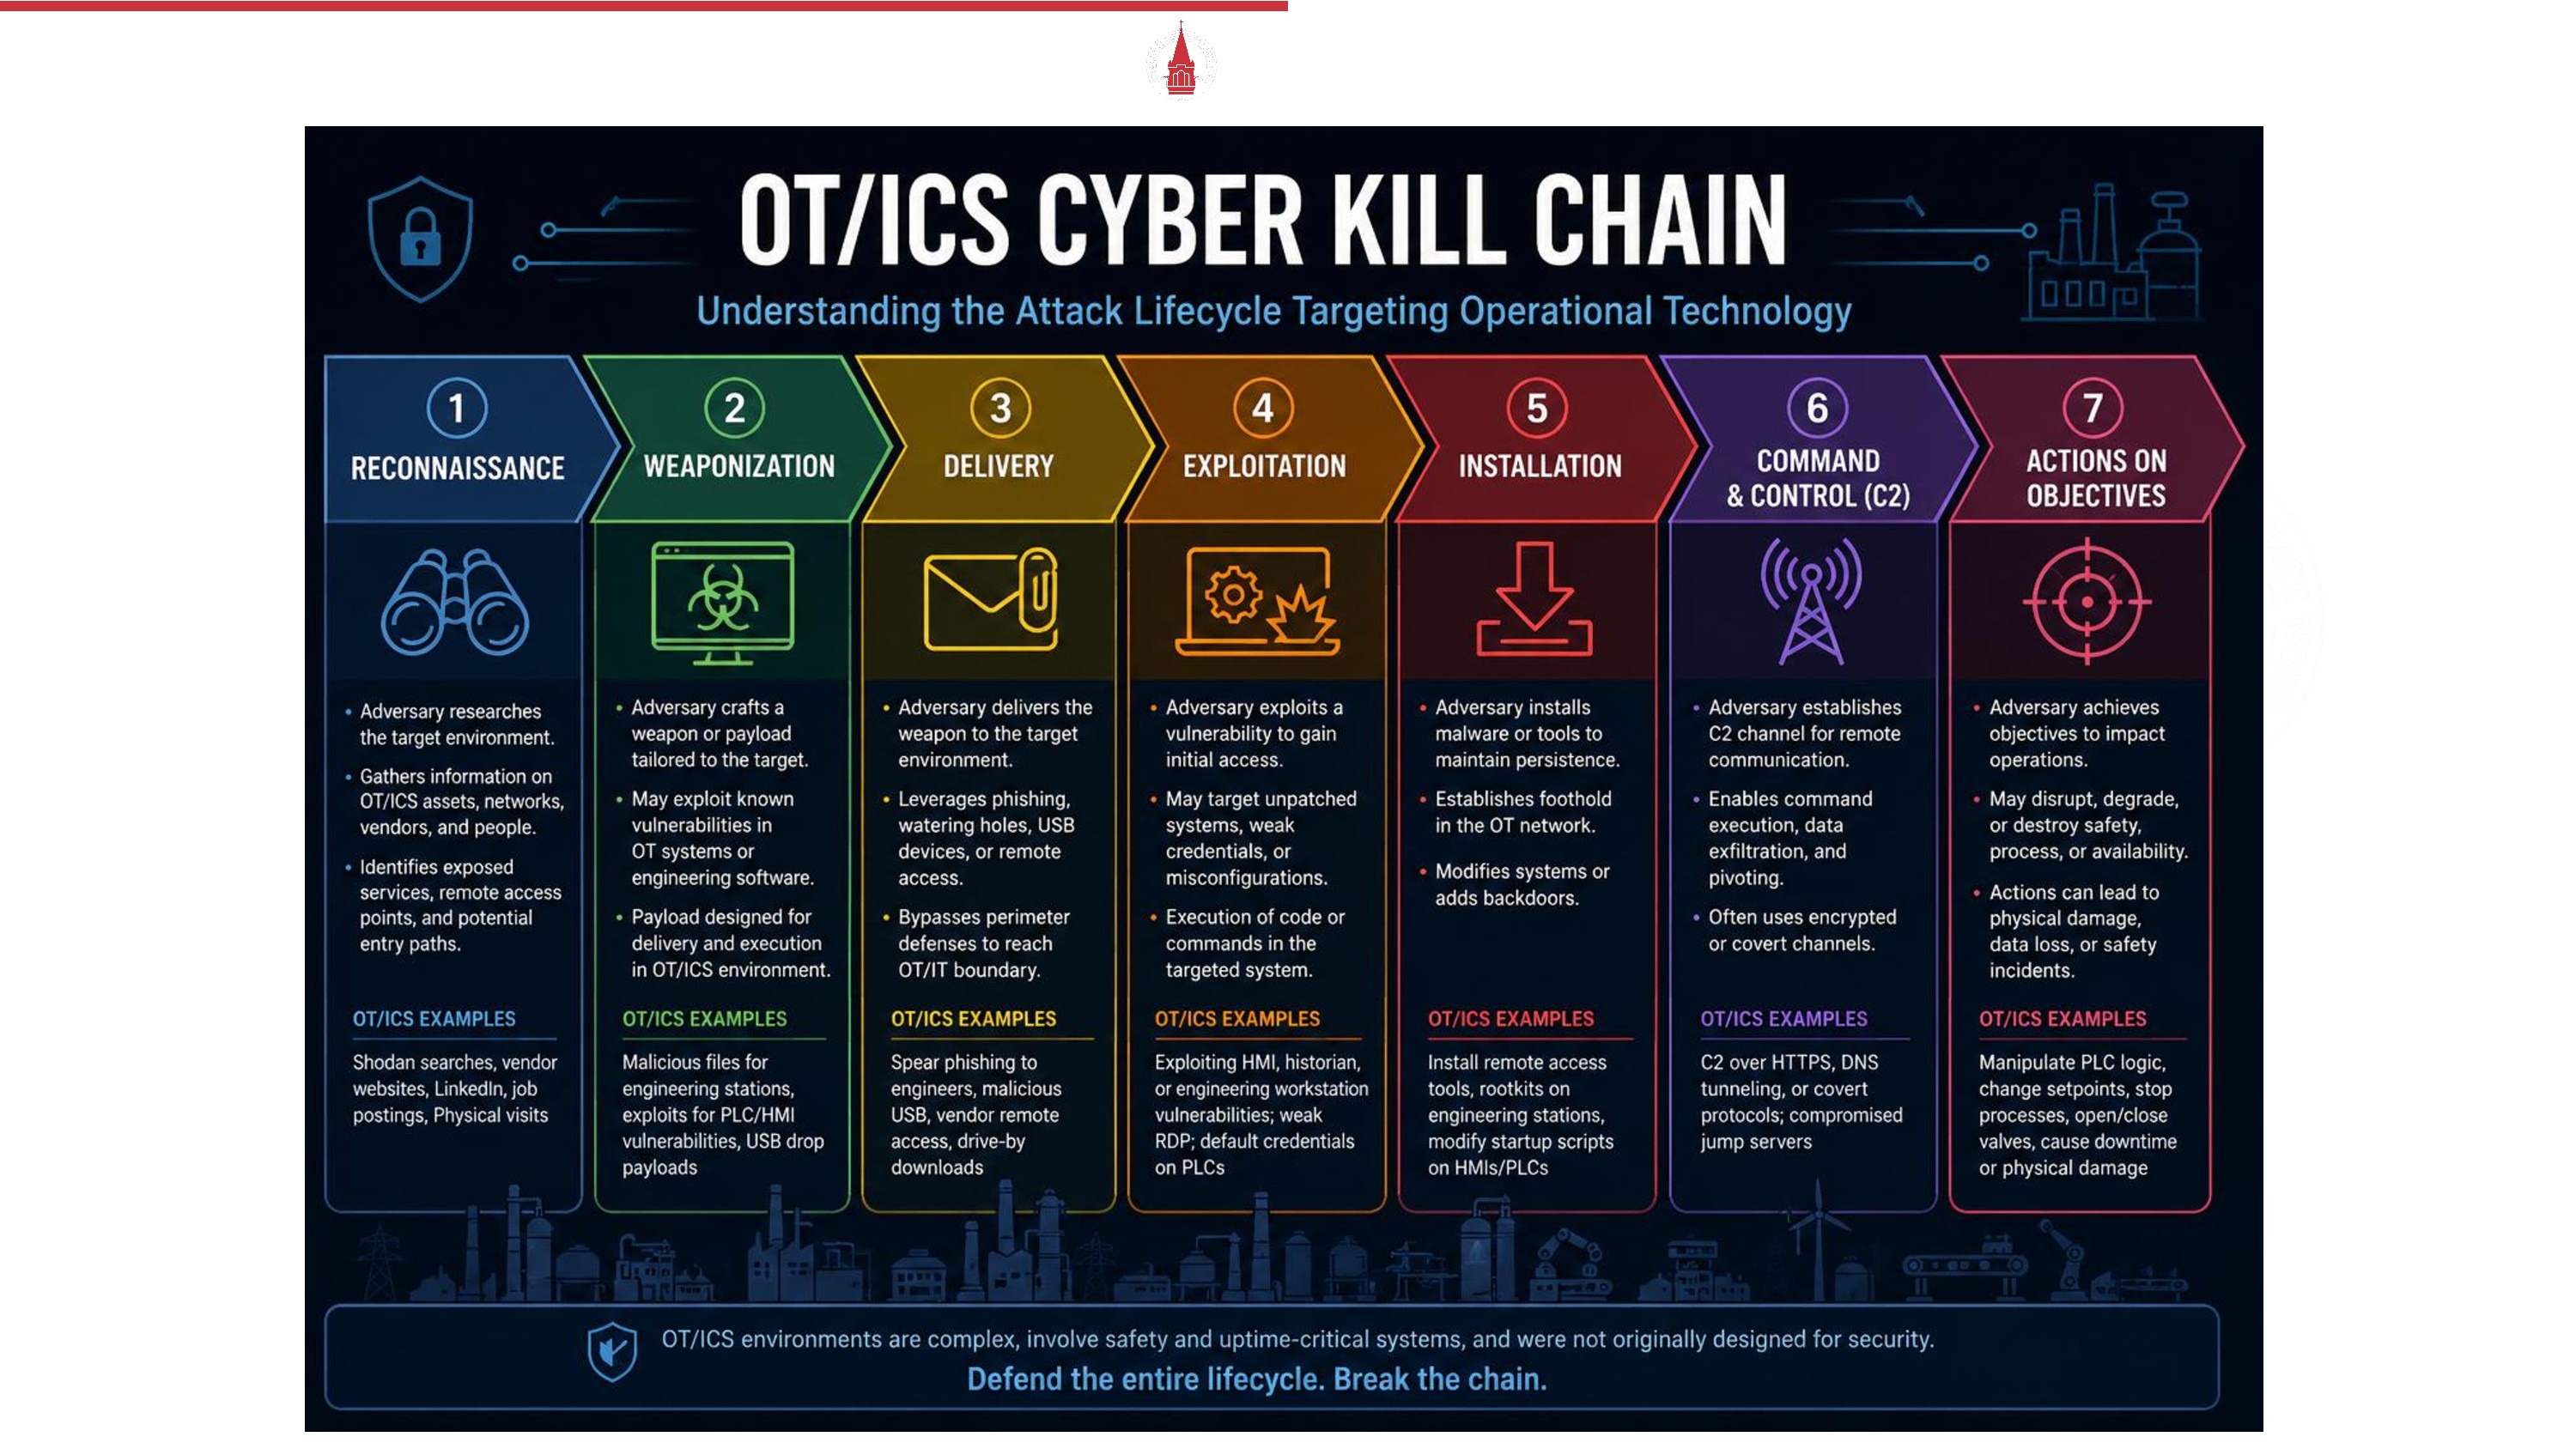 OT/ICS CYBER KILL CHAIN
Understanding the Attack Lifecycle Targeting Operational Technology
1
RECONNAISSANCE
• Adversary researches
the target environment.
• Gathers information on
OT/ICS assets, networks,
vendors, and people.
• Identifies exposed
services, remote access
points, and potential
entry paths.
OT/ICS EXAMPLES
Shodan searches, vendor
websites, LinkedIn, job
postings, Physical visits
2
WEAPONIZATION
• Adversary crafts a
weapon or payload
tailored to the target.
• May exploit known
vulnerabilities in
OT systems or
engineering software.
• Payload designed for
delivery and execution
in OT/ICS environment.
OT/ICS EXAMPLES
Malicious files for
engineering stations,
exploits for PLC/HMI
vulnerabilities, USB drop
payloads
3
DELIVERY
• Adversary delivers the
weapon to the target
environment.
• Leverages phishing,
watering holes, USB
devices, or remote
access.
• Bypasses perimeter
defenses to reach
OT/IT boundary.
OT/ICS EXAMPLES
Spear phishing to
engineers, malicious
USB, vendor remote
access, drive-by
downloads
4
EXPLOITATION
• Adversary exploits a
vulnerability to gain
initial access.
• May target unpatched
systems, weak
credentials, or
misconfigurations.
• Execution of code or
commands in the
targeted system.
OT/ICS EXAMPLES
Exploiting HMI, historian,
or engineering workstation
vulnerabilities; weak
RDP; default credentials
on PLCs
5
INSTALLATION
• Adversary installs
malware or tools to
maintain persistence.
• Establishes foothold
in the OT network.
• Modifies systems or
adds backdoors.
OT/ICS EXAMPLES
Install remote access
tools, rootkits on
engineering stations,
modify startup scripts
on HMIs/PLCs
6
COMMAND
& CONTROL (C2)
• Adversary establishes
C2 channel for remote
communication.
• Enables command
execution, data
exfiltration, and
pivoting.
• Often uses encrypted
or covert channels.
OT/ICS EXAMPLES
C2 over HTTPS, DNS
tunneling, or covert
protocols; compromised
jump servers
7
ACTIONS ON
OBJECTIVES
• Adversary achieves
objectives to impact
operations.
• May disrupt, degrade,
or destroy safety,
process, or availability.
• Actions can lead to
physical damage,
data loss, or safety
incidents.
OT/ICS EXAMPLES
Manipulate PLC logic,
change setpoints, stop
processes, open/close
valves, cause downtime
or physical damage
OT/ICS environments are complex, involve safety and uptime-critical systems, and were not originally designed for security.
Defend the entire lifecycle. Break the chain.